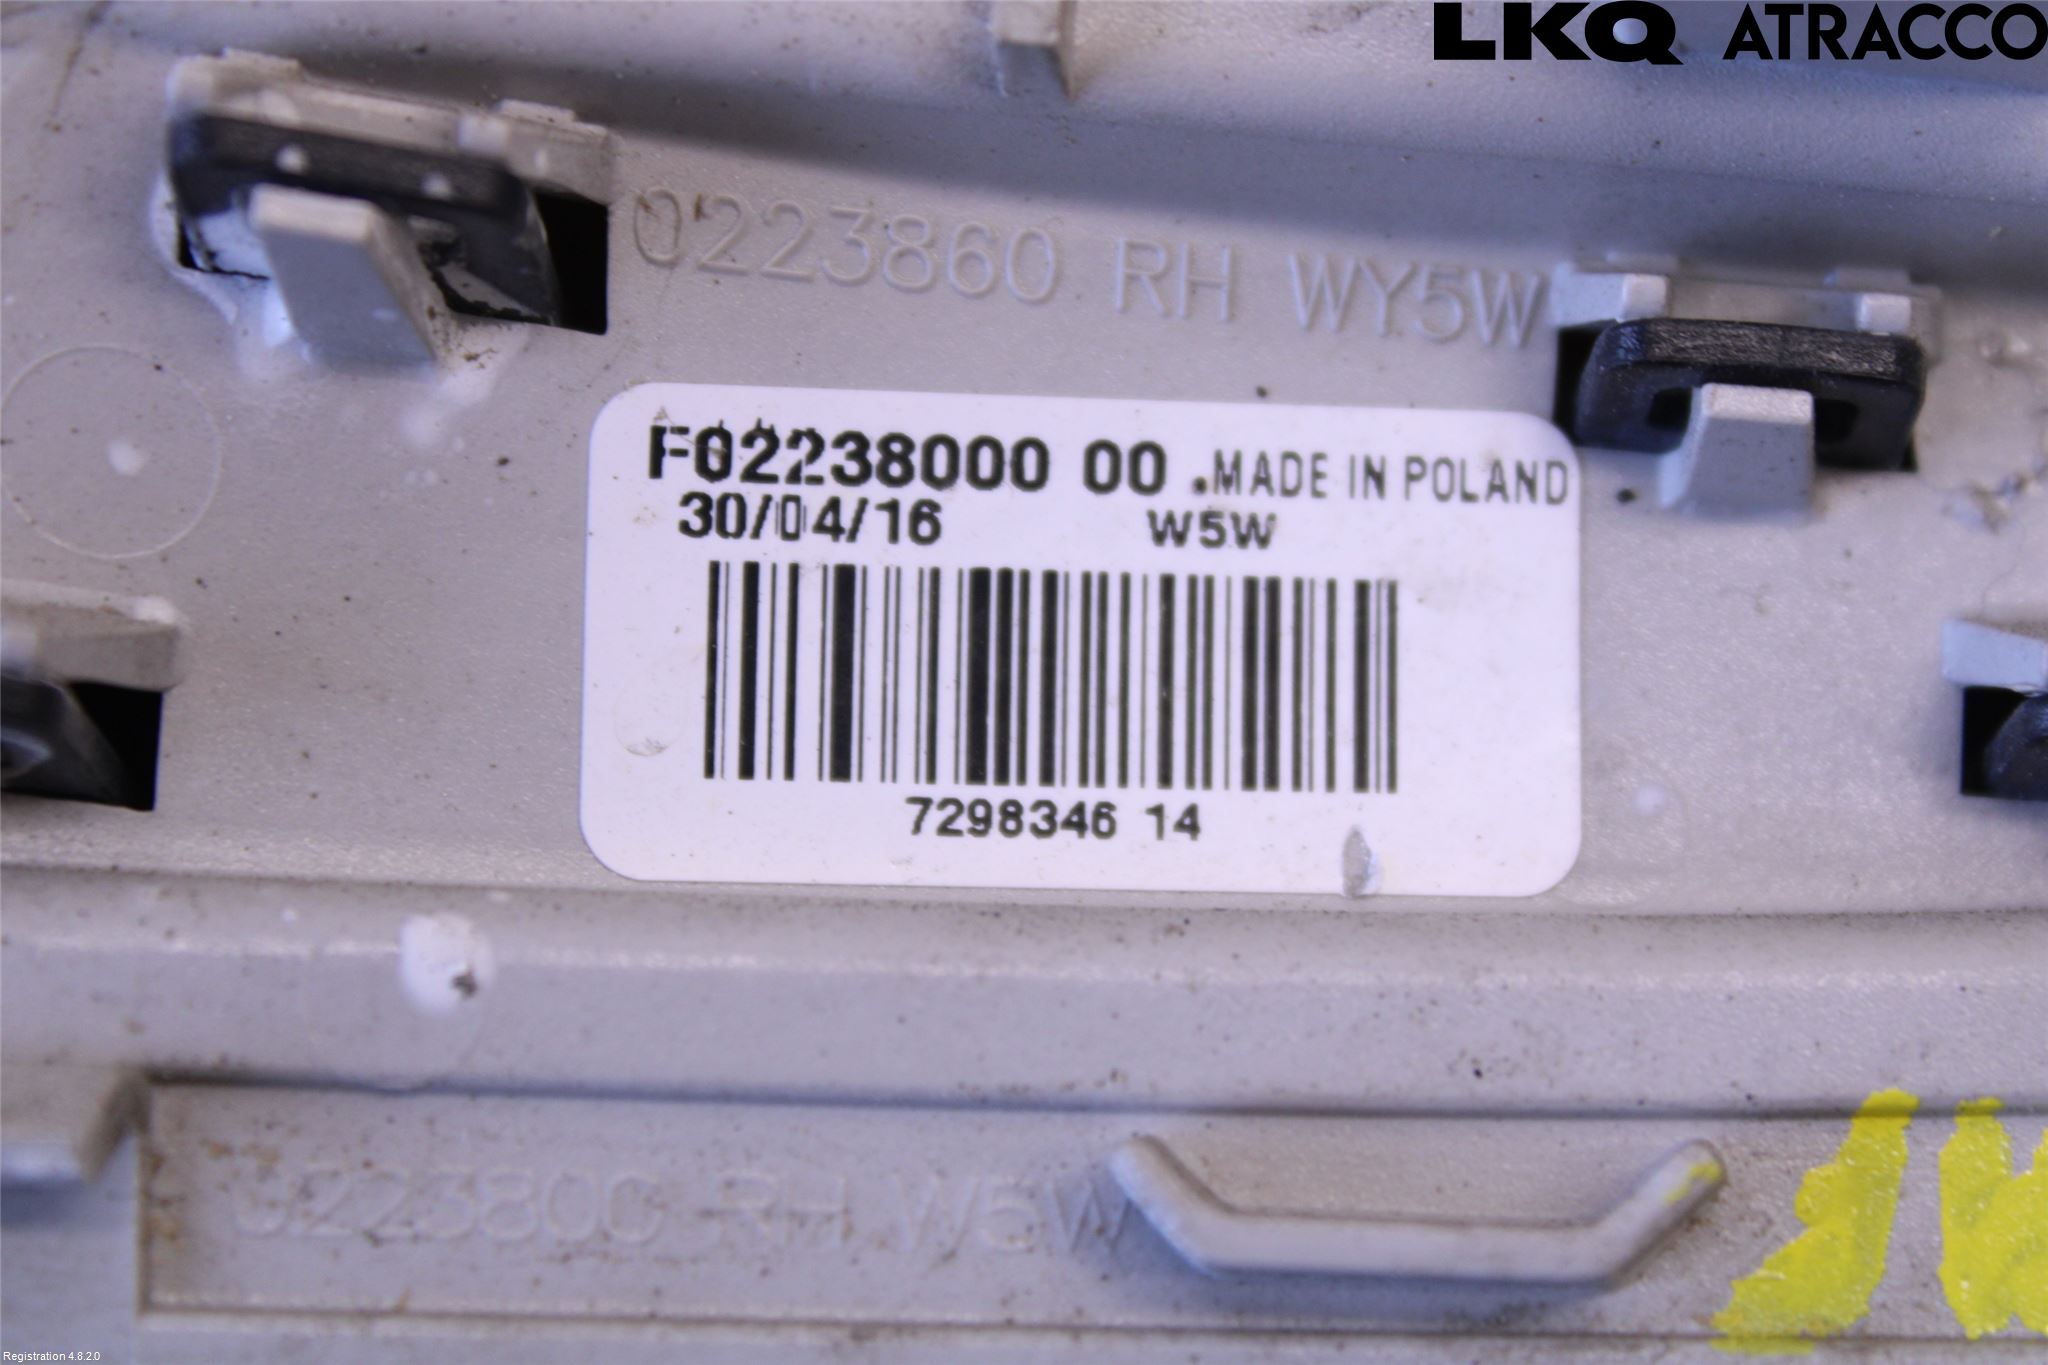 LKQ ATRACCO
0223860 RH WY5W
F02238000 00 .MADE IN POLAND
30/04/16 W5W
7298346 14
0223800 RH W5W
Registration 4.8.2.0